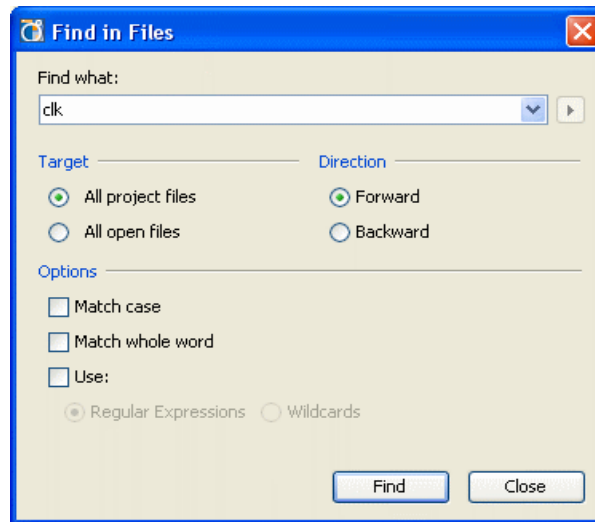 Find in Files
Find what:
clk
Target
Direction
All project files
Forward
All open files
Backward
Options
Match case
Match whole word
Use:
Regular Expressions
Wildcards
Find
Close